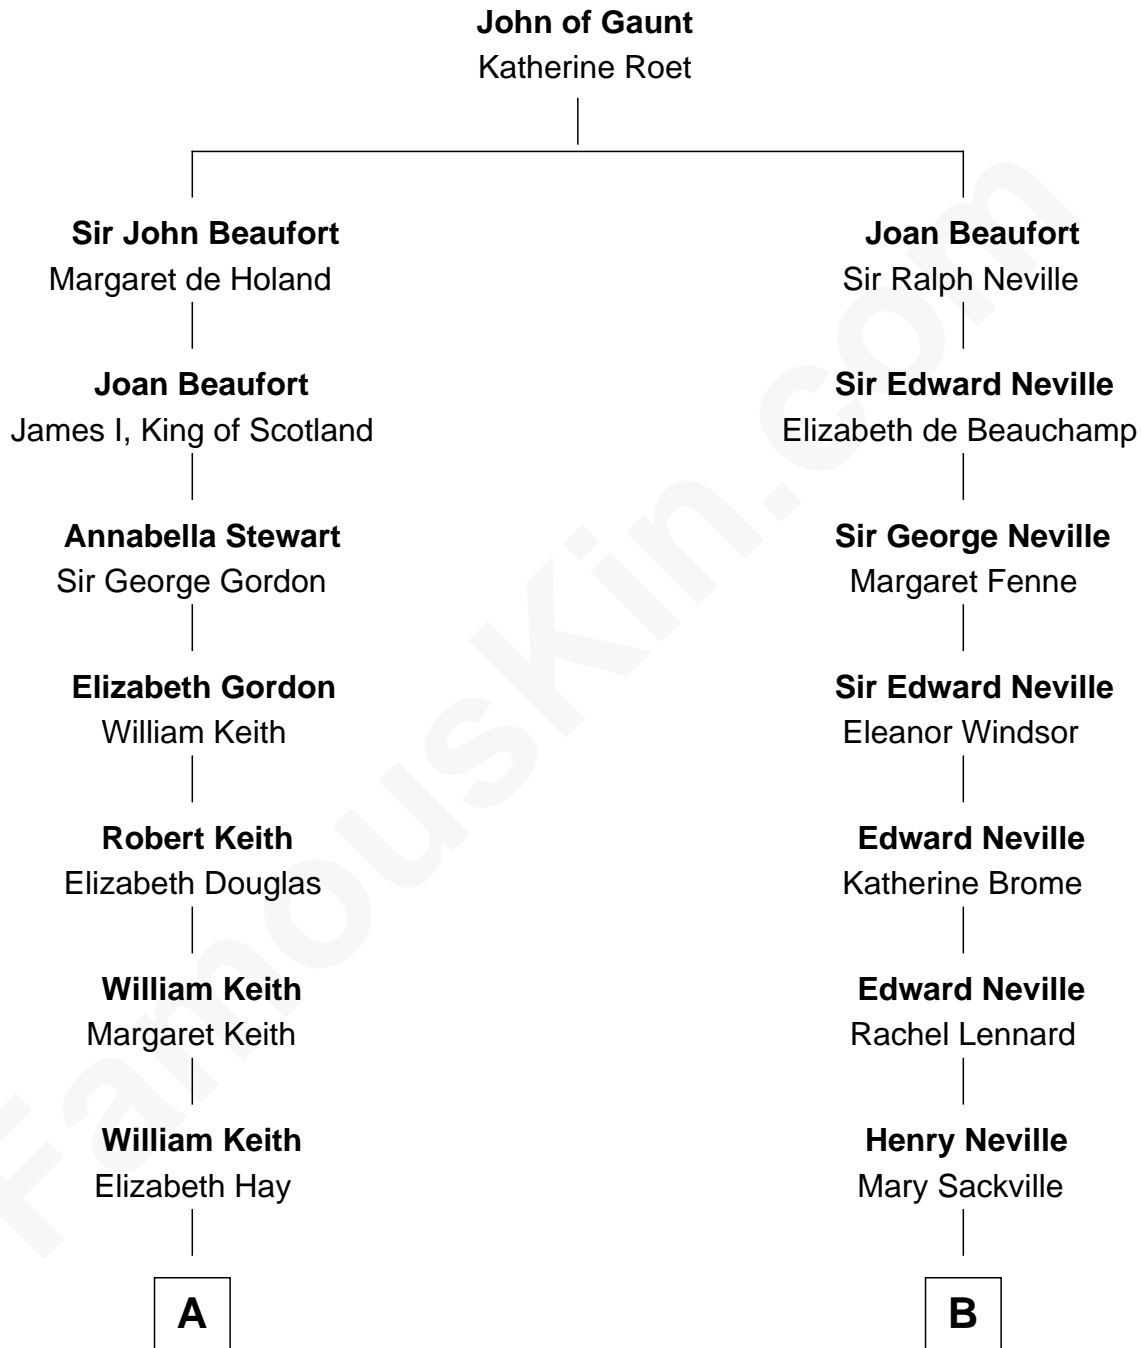 John of Gaunt
Katherine Roet
Sir John Beaufort
Margaret de Holand
Joan Beaufort
James I, King of Scotland
Annabella Stewart
Sir George Gordon
Elizabeth Gordon
William Keith
Robert Keith
Elizabeth Douglas
William Keith
Margaret Keith
William Keith
Elizabeth Hay
A
Joan Beaufort
Sir Ralph Neville
Sir Edward Neville
Elizabeth de Beauchamp
Sir George Neville
Margaret Fenne
Sir Edward Neville
Eleanor Windsor
Edward Neville
Katherine Brome
Edward Neville
Rachel Lennard
Henry Neville
Mary Sackville
B
FamousKin.com